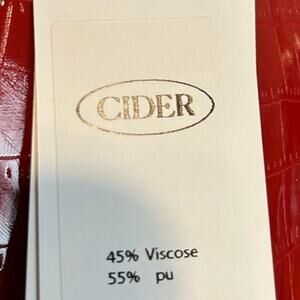 CIDER
45% Viscose
55% pu